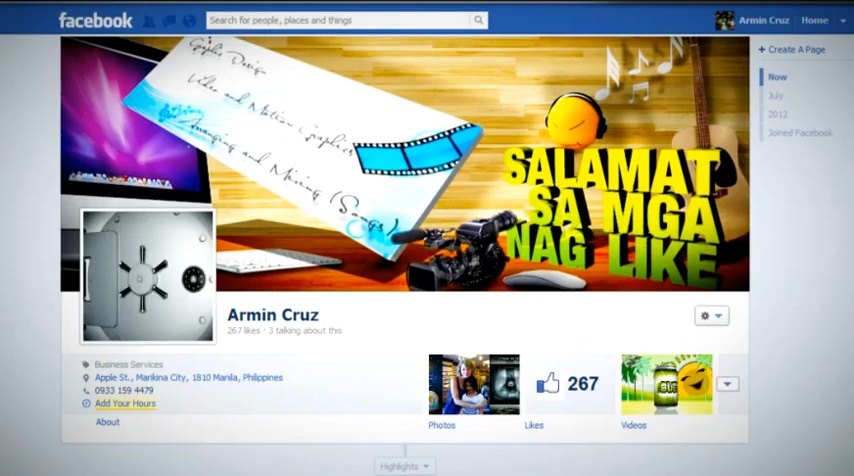 facebook
Search for people, places and things
Armin Cruz
Home
Graphic Design
Video and Motion Graphics
Arranging and Mixing (Songs)
SALAMAT
SA MGA
NAG LIKE
+ Create A Page
Now
July
2012
Joined Facebook
Armin Cruz
267 likes · 3 talking about this
Business Services
Apple St., Marikina City, 1810 Manila, Philippines
0933 159 4479
Add Your Hours
About
267
Photos
Likes
Videos
Highlights